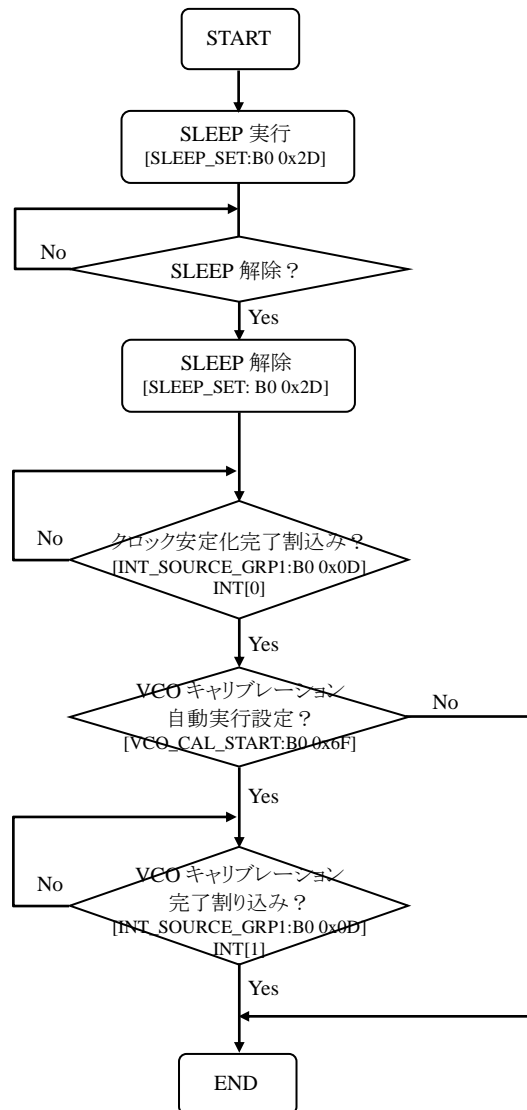 START
SLEEP 実行
[SLEEP_SET:B0 0x2D]
No
SLEEP 解除？
Yes
SLEEP 解除
[SLEEP_SET: B0 0x2D]
No
クロック安定化完了割込み？
[INT_SOURCE_GRP1:B0 0x0D]
INT[0]
Yes
VCO キャリブレーション
自動実行設定？
[VCO_CAL_START:B0 0x6F]
No
Yes
No
VCO キャリブレーション
完了割り込み？
[INT_SOURCE_GRP1:B0 0x0D]
INT[1]
Yes
END